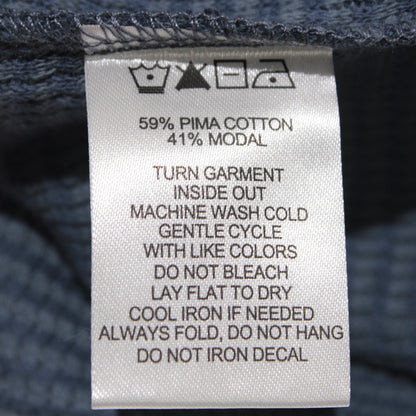 59% PIMA COTTON
41% MODAL
TURN GARMENT
INSIDE OUT
MACHINE WASH COLD
GENTLE CYCLE
WITH LIKE COLORS
DO NOT BLEACH
LAY FLAT TO DRY
COOL IRON IF NEEDED
ALWAYS FOLD, DO NOT HANG
DO NOT IRON DECAL